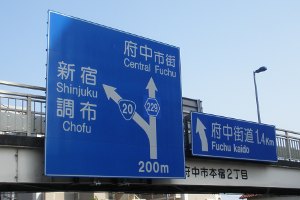 府中市街
Central Fuchu
新宿
Shinjuku
調布
Chofu
20
229
200m
府中街道 1.4Km
Fuchu kaido
府中市本宿2丁目